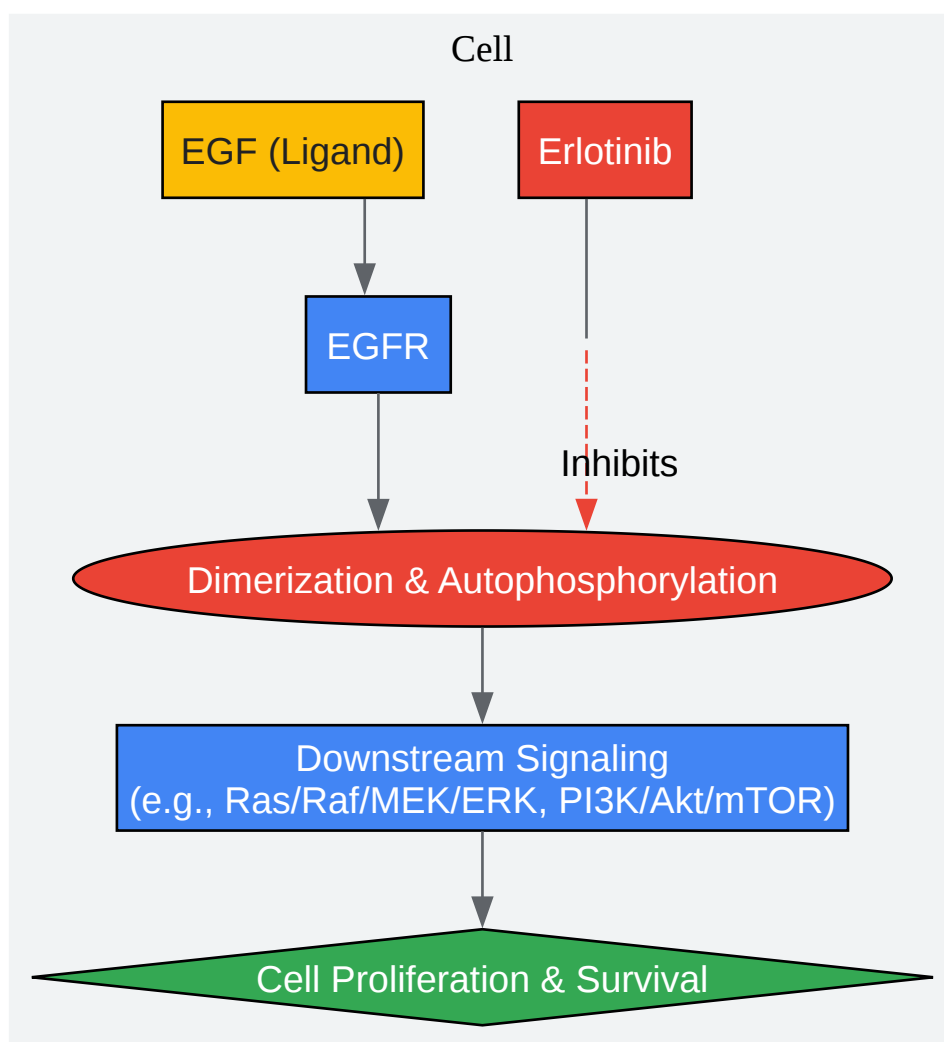 Cell
EGF (Ligand)
Erlotinib
EGFR
Inhibits
Dimerization & Autophosphorylation
Downstream Signaling
(e.g., Ras/Raf/MEK/ERK, PI3K/Akt/mTOR)
Cell Proliferation & Survival